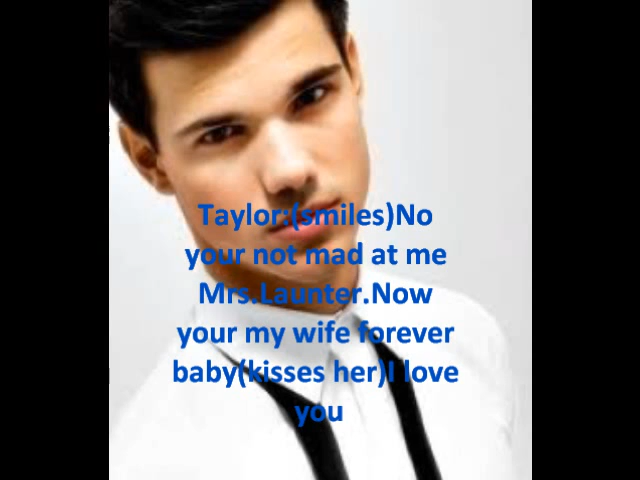 Taylor:(smiles)No
your not mad at me
Mrs.Launter.Now
your my wife forever
baby(kisses her)I love
you